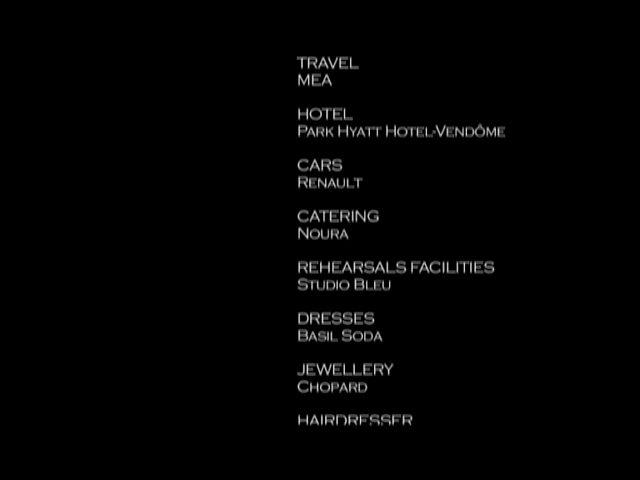 TRAVEL
MEA
HOTEL
PARK HYATT HOTEL-VENDÔME
CARS
RENAULT
CATERING
NOURA
REHEARSALS FACILITIES
STUDIO BLEU
DRESSES
BASIL SODA
JEWELLERY
CHOPARD
HAIRDRESSER